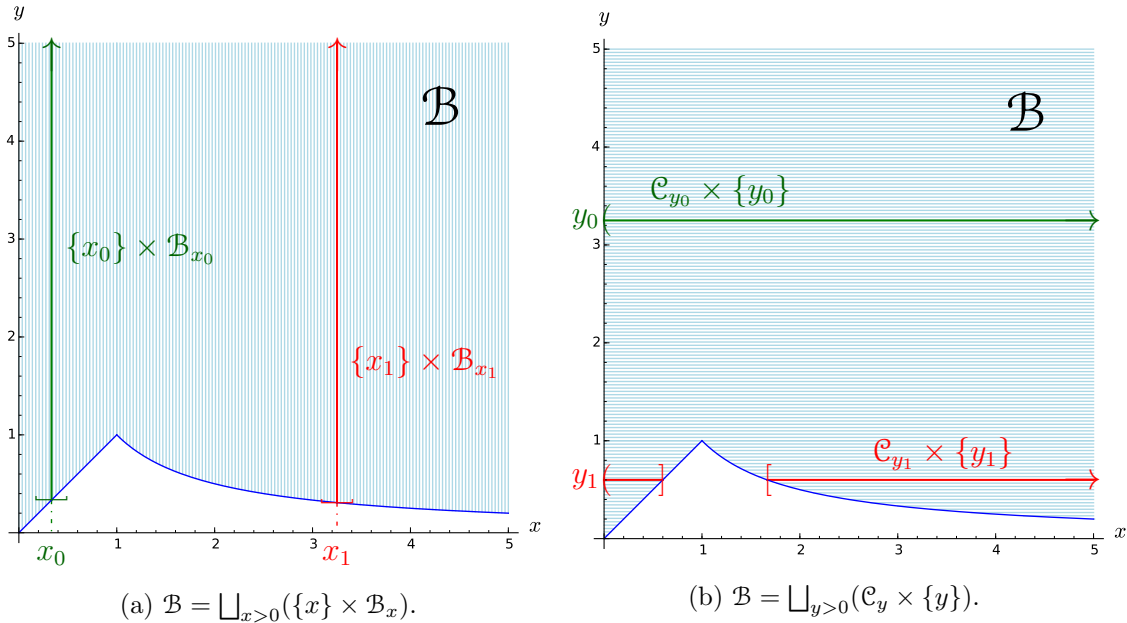 y
5
4
3
2
1
ℬ
{x₀} × ℬ_{x₀}
{x₁} × ℬ_{x₁}
x₀
1
2
3
x₁
4
5
x
(a) ℬ = ⨆_{x>0}({x} × ℬ_x).
y
5
4
3
2
1
ℬ
𝒞_{y₀} × {y₀}
y₀
𝒞_{y₁} × {y₁}
y₁
1
2
3
4
5
x
(b) ℬ = ⨆_{y>0}(𝒞_y × {y}).